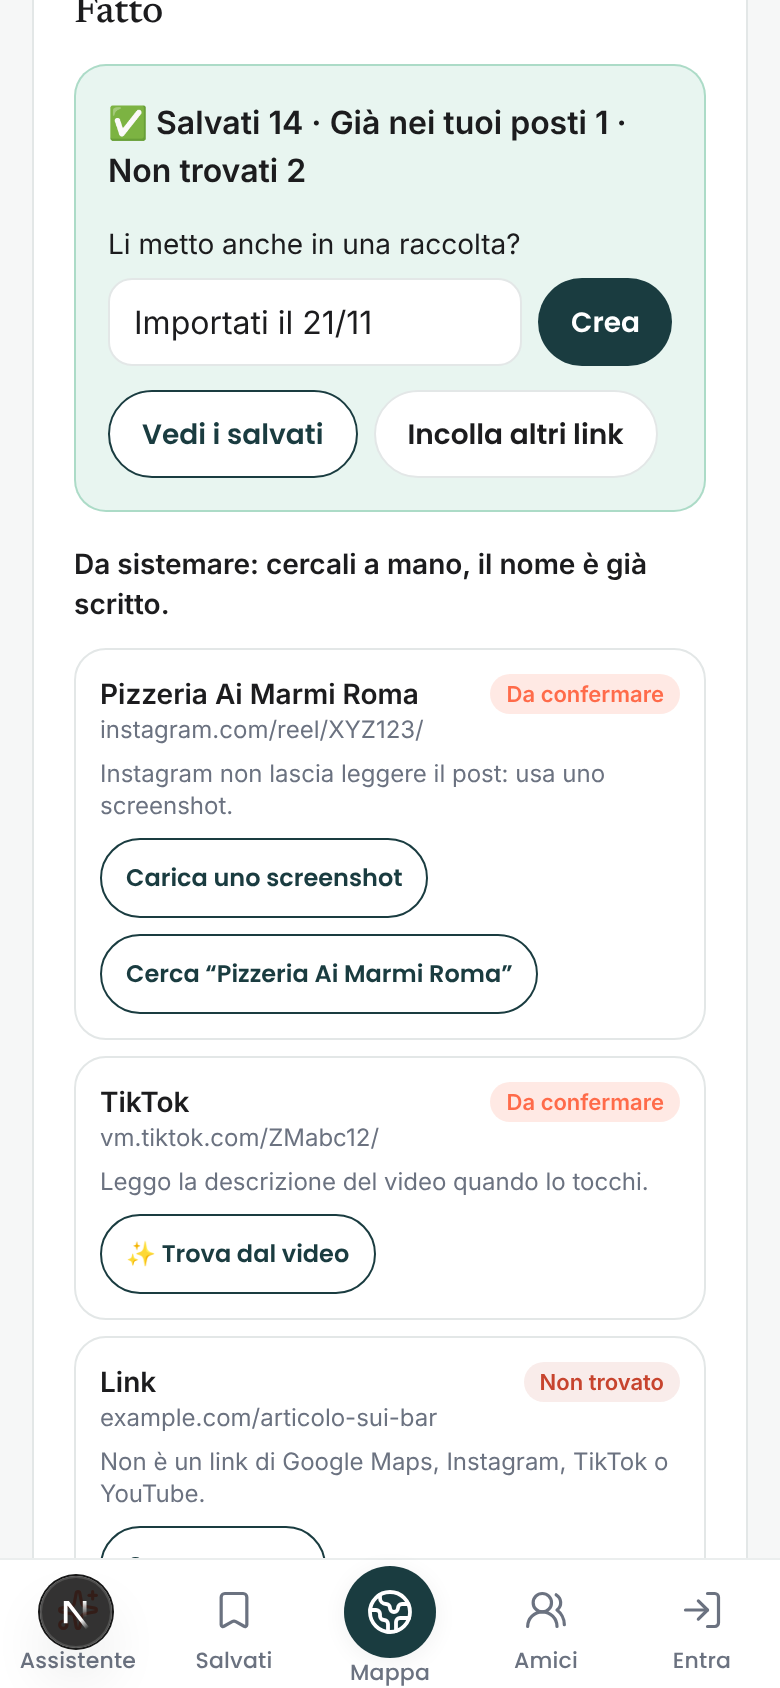 Fatto
✅ Salvati 14 · Già nei tuoi posti 1 ·
Non trovati 2
Li metto anche in una raccolta?
Importati il 21/11
Crea
Vedi i salvati
Incolla altri link
Da sistemare: cercali a mano, il nome è già
scritto.
Pizzeria Ai Marmi Roma
Da confermare
instagram.com/reel/XYZ123/
Instagram non lascia leggere il post: usa uno
screenshot.
Carica uno screenshot
Cerca “Pizzeria Ai Marmi Roma”
TikTok
Da confermare
vm.tiktok.com/ZMabc12/
Leggo la descrizione del video quando lo tocchi.
✨ Trova dal video
Link
Non trovato
example.com/articolo-sui-bar
Non è un link di Google Maps, Instagram, TikTok o
YouTube.
N
Assistente
Salvati
Mappa
Amici
Entra